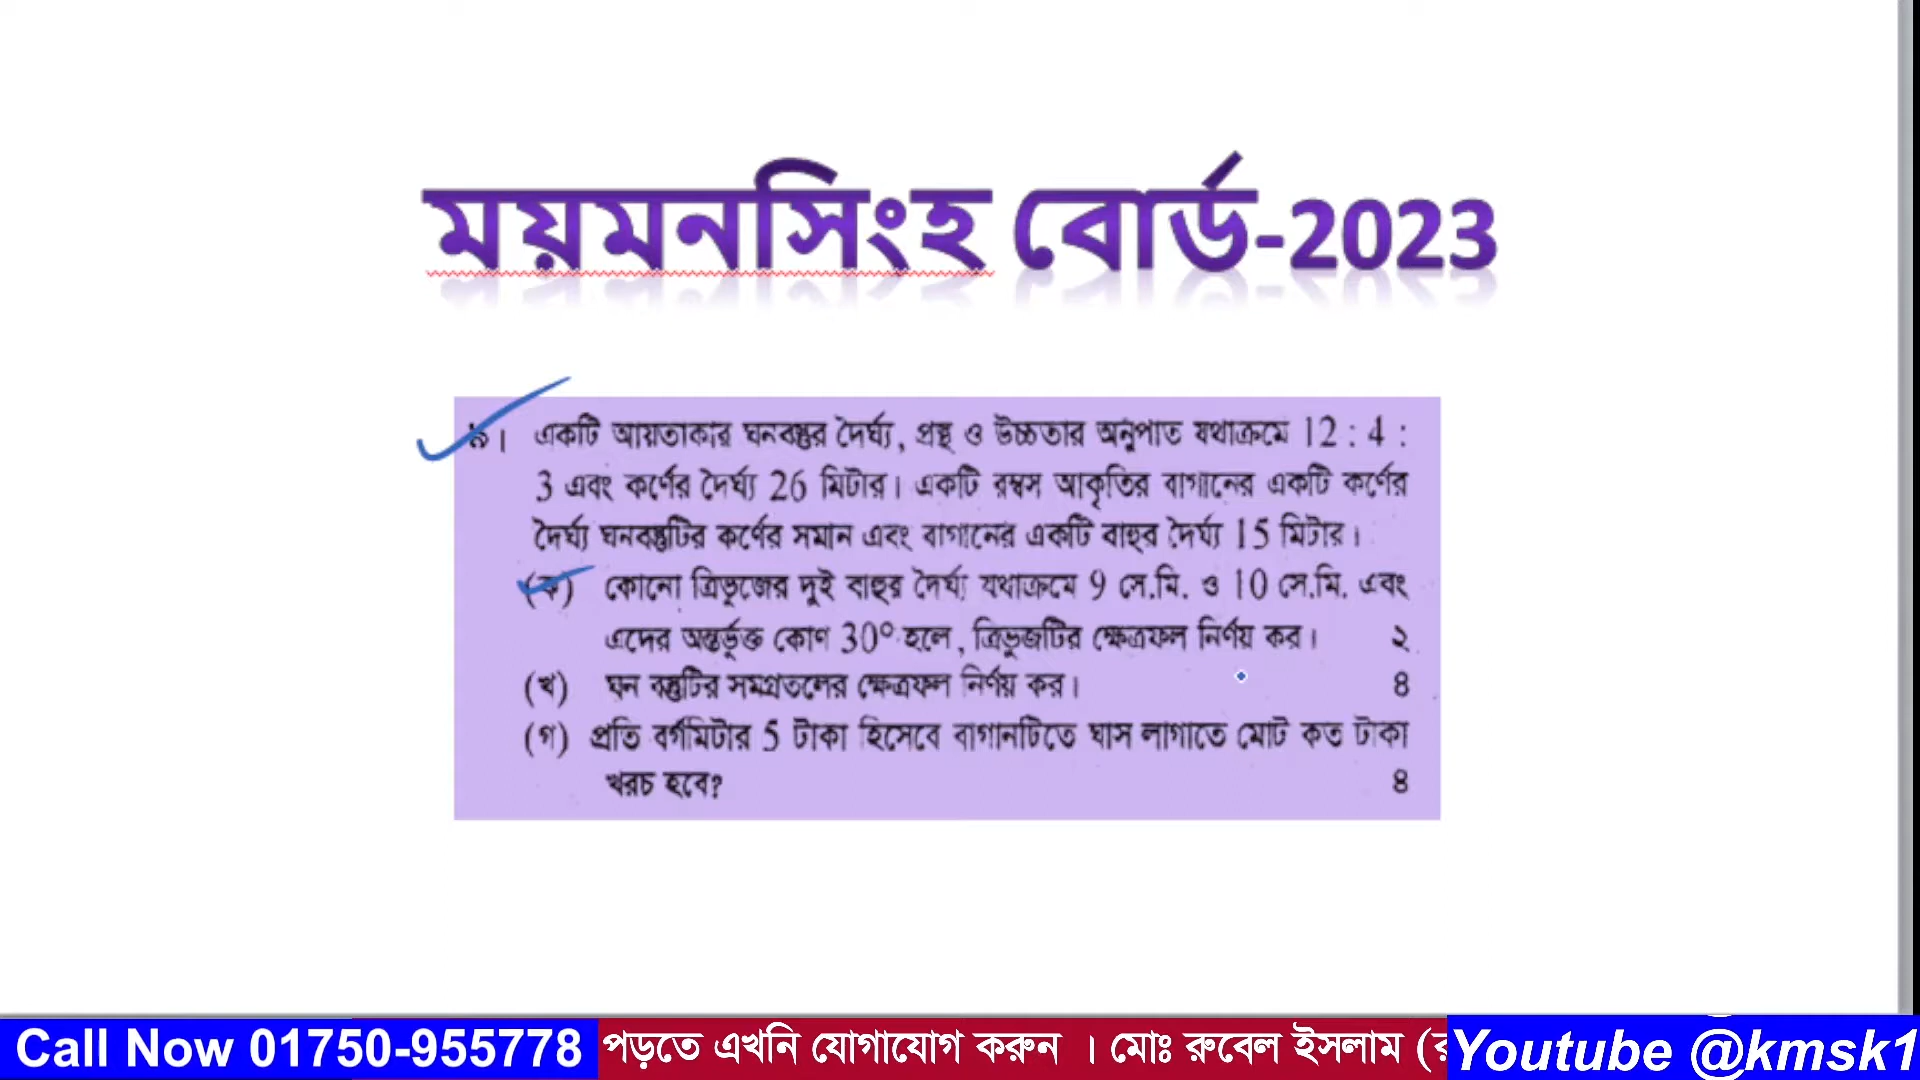 ময়মনসিংহ বোর্ড-2023
৯। একটি আয়তাকার ঘনবস্তুর দৈর্ঘ্য, প্রস্থ ও উচ্চতার অনুপাত যথাক্রমে 12 : 4 :
3 এবং কর্ণের দৈর্ঘ্য 26 মিটার। একটি রম্বস আকৃতির বাগানের একটি কর্ণের
দৈর্ঘ্য ঘনবস্তুটির কর্ণের সমান এবং বাগানের একটি বাহুর দৈর্ঘ্য 15 মিটার।
(ক) কোনো ত্রিভুজের দুই বাহুর দৈর্ঘ্য যথাক্রমে 9 সে.মি. ও 10 সে.মি. এবং
এদের অন্তর্ভুক্ত কোণ 30° হলে, ত্রিভুজটির ক্ষেত্রফল নির্ণয় কর। ২
(খ) ঘন বস্তুটির সমগ্রতলের ক্ষেত্রফল নির্ণয় কর। ৪
(গ) প্রতি বর্গমিটার 5 টাকা হিসেবে বাগানটিতে ঘাস লাগাতে মোট কত টাকা
খরচ হবে? ৪
Call Now 01750-955778 পড়তে এখনি যোগাযোগ করুন । মোঃ রুবেল ইসলাম (র Youtube @kmsk1